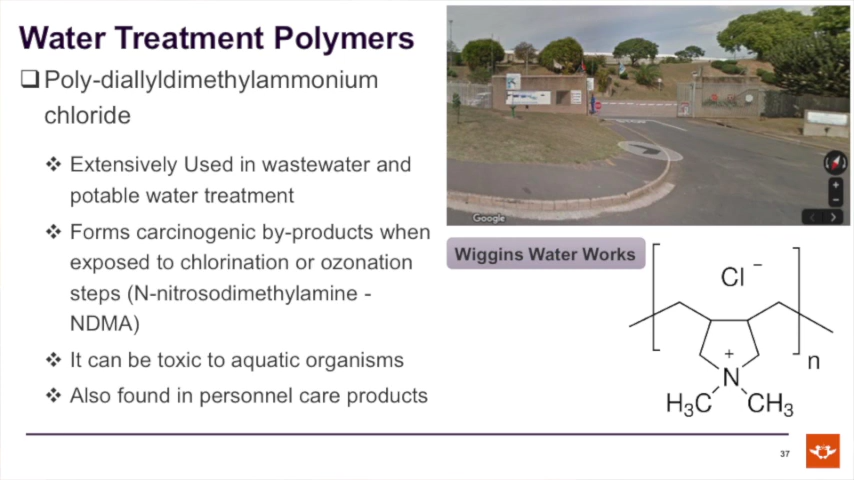 Water Treatment Polymers
Poly-diallyldimethylammonium
chloride
Extensively Used in wastewater and
potable water treatment
Forms carcinogenic by-products when
exposed to chlorination or ozonation
steps (N-nitrosodimethylamine -
NDMA)
It can be toxic to aquatic organisms
Also found in personnel care products
Google
Wiggins Water Works
Cl −
n
+
N
H3C
CH3
37